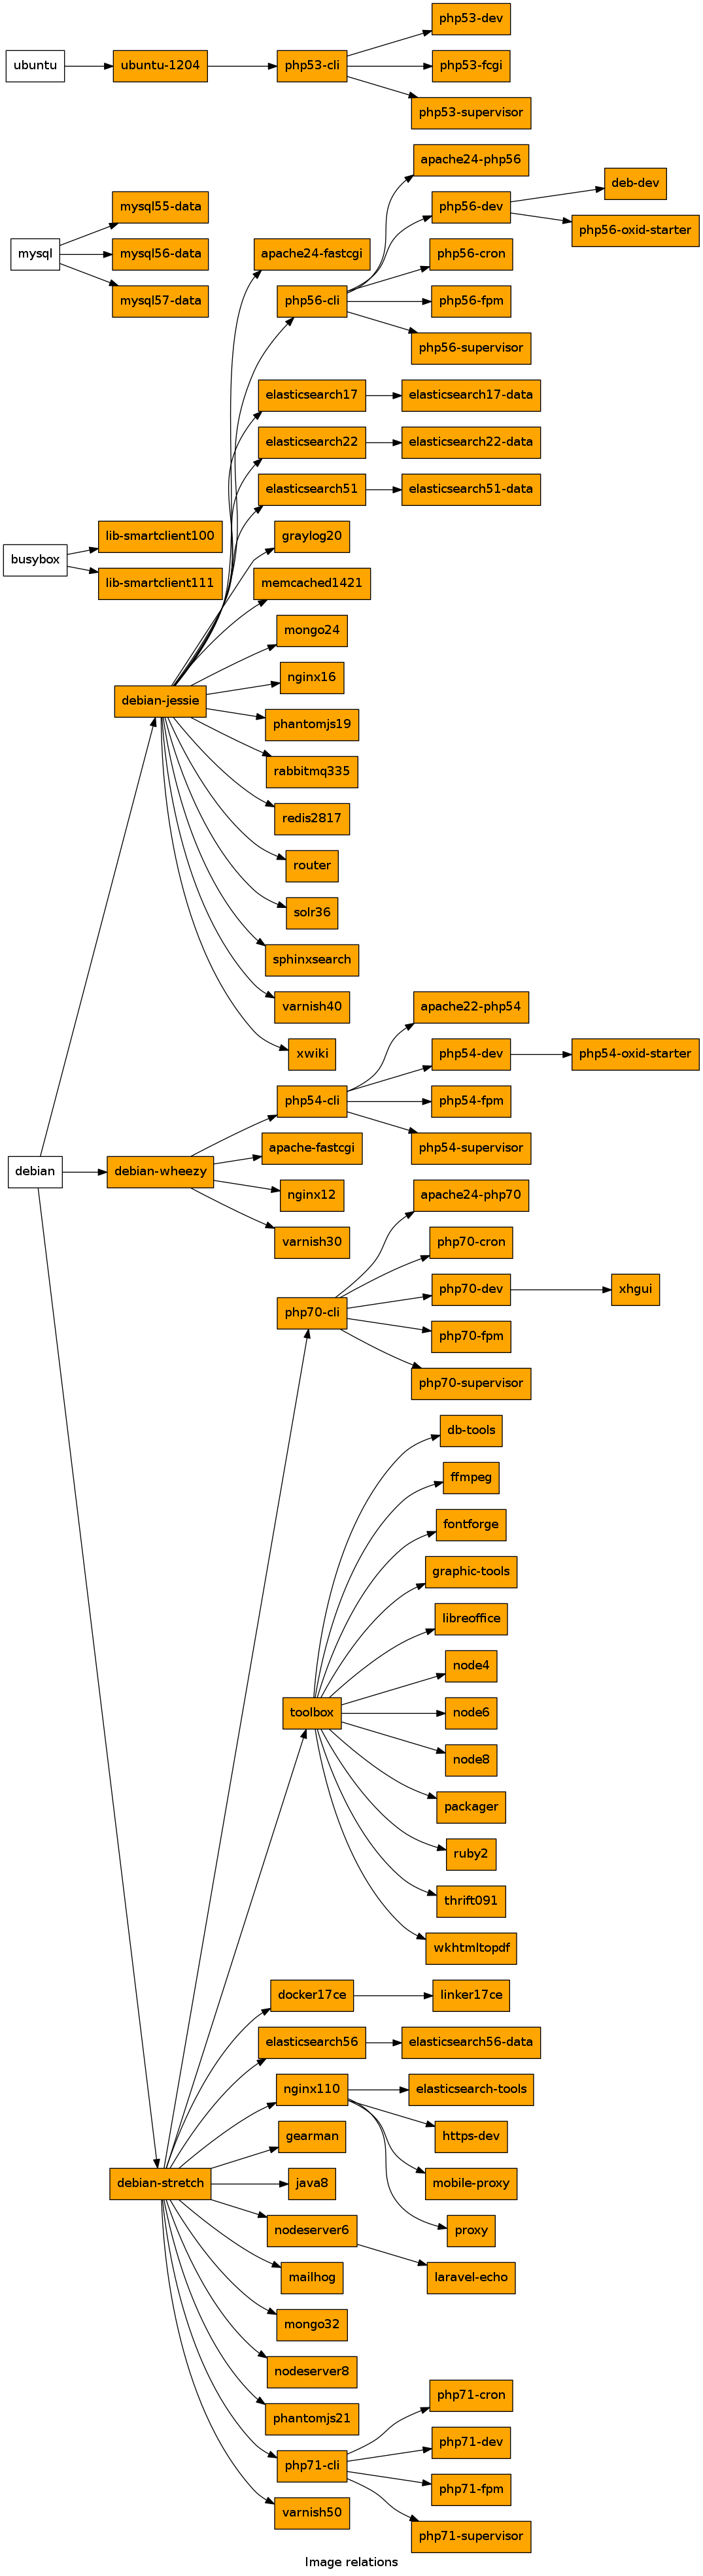 php53-dev
ubuntu
ubuntu-1204
php53-cli
php53-fcgi
php53-supervisor
apache24-php56
deb-dev
mysql55-data
php56-dev
php56-oxid-starter
mysql
mysql56-data
apache24-fastcgi
php56-cron
mysql57-data
php56-cli
php56-fpm
php56-supervisor
elasticsearch17
elasticsearch17-data
elasticsearch22
elasticsearch22-data
elasticsearch51
elasticsearch51-data
lib-smartclient100
graylog20
busybox
lib-smartclient111
memcached1421
mongo24
nginx16
debian-jessie
phantomjs19
rabbitmq335
redis2817
router
solr36
sphinxsearch
varnish40
apache22-php54
xwiki
php54-dev
php54-oxid-starter
php54-cli
php54-fpm
apache-fastcgi
php54-supervisor
debian
debian-wheezy
nginx12
apache24-php70
varnish30
php70-cron
php70-dev
xhgui
php70-cli
php70-fpm
php70-supervisor
db-tools
ffmpeg
fontforge
graphic-tools
libreoffice
node4
toolbox
node6
node8
packager
ruby2
thrift091
wkhtmltopdf
docker17ce
linker17ce
elasticsearch56
elasticsearch56-data
nginx110
elasticsearch-tools
gearman
https-dev
debian-stretch
java8
mobile-proxy
nodeserver6
proxy
mailhog
laravel-echo
mongo32
nodeserver8
php71-cron
phantomjs21
php71-dev
php71-cli
php71-fpm
varnish50
php71-supervisor
Image relations